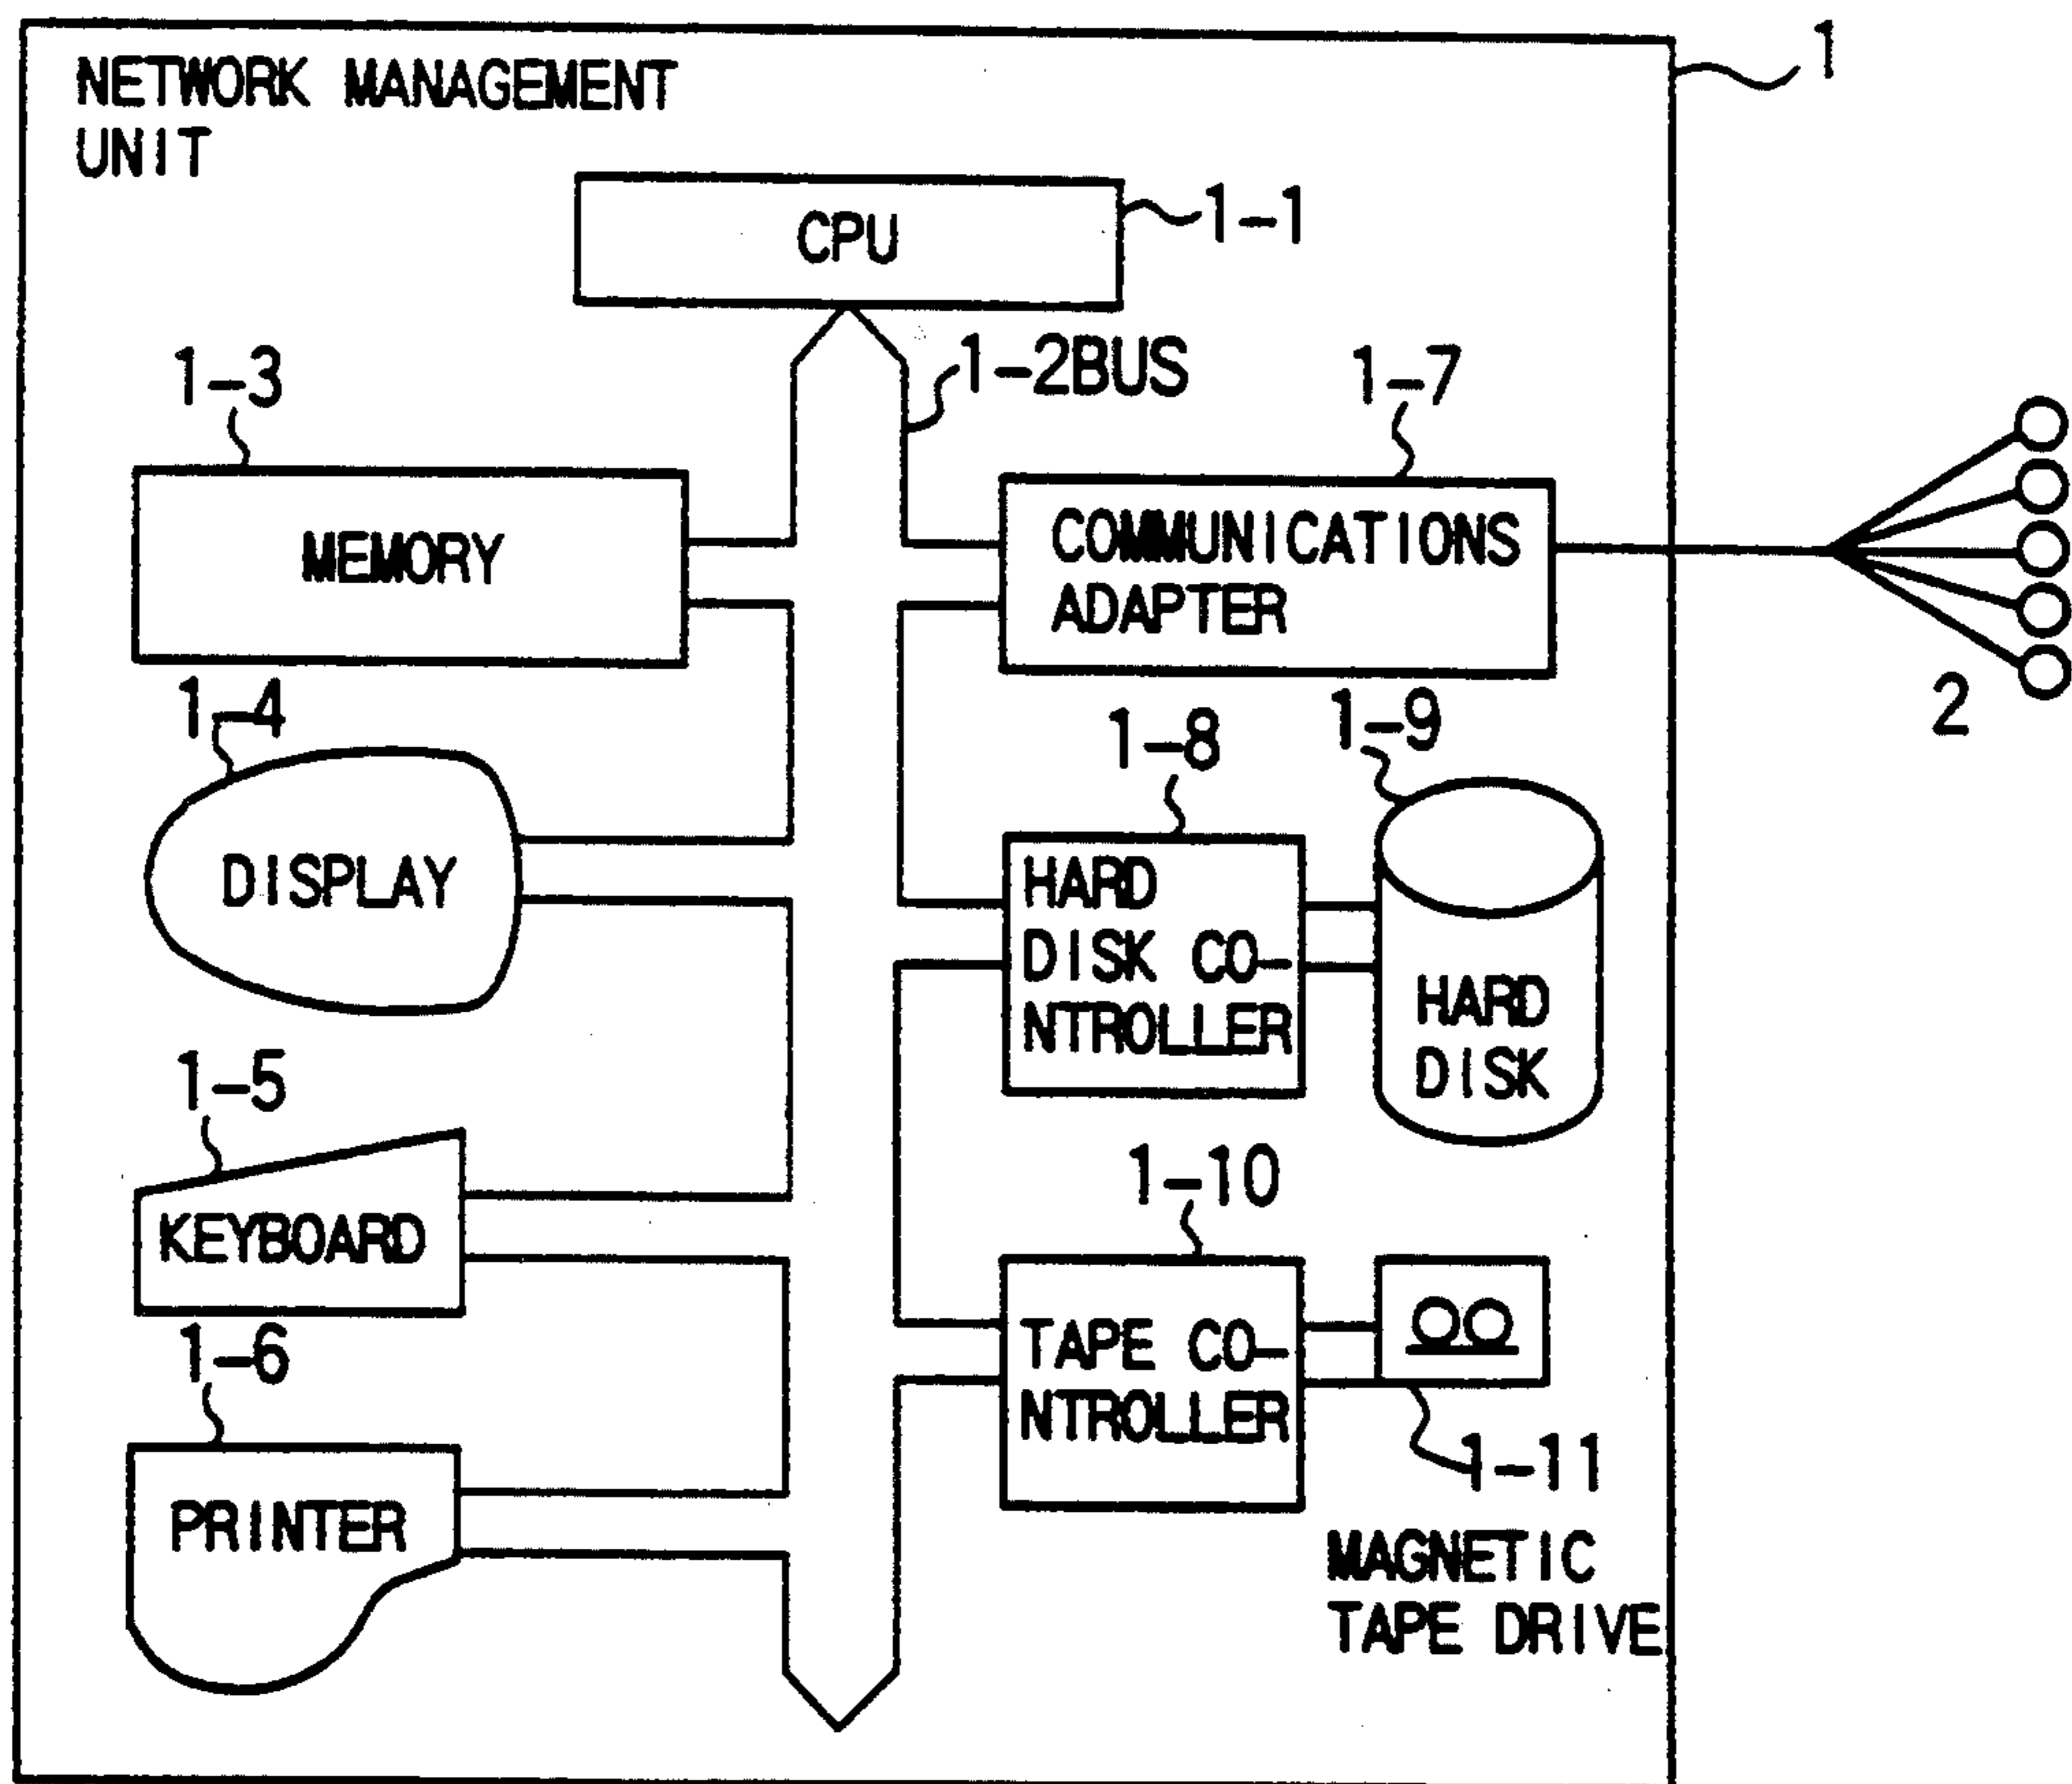 1
NETWORK MANAGEMENT
UNIT
CPU
1-1
1-2BUS
1-3
MEMORY
1-7
COMMUNICATIONS
ADAPTER
2
1-4
DISPLAY
1-8
HARD
DISK CO-
NTROLLER
1-9
HARD
DISK
1-5
KEYBOARD
1-10
TAPE CO-
NTROLLER
1-11
MAGNETIC
TAPE DRIVE
1-6
PRINTER